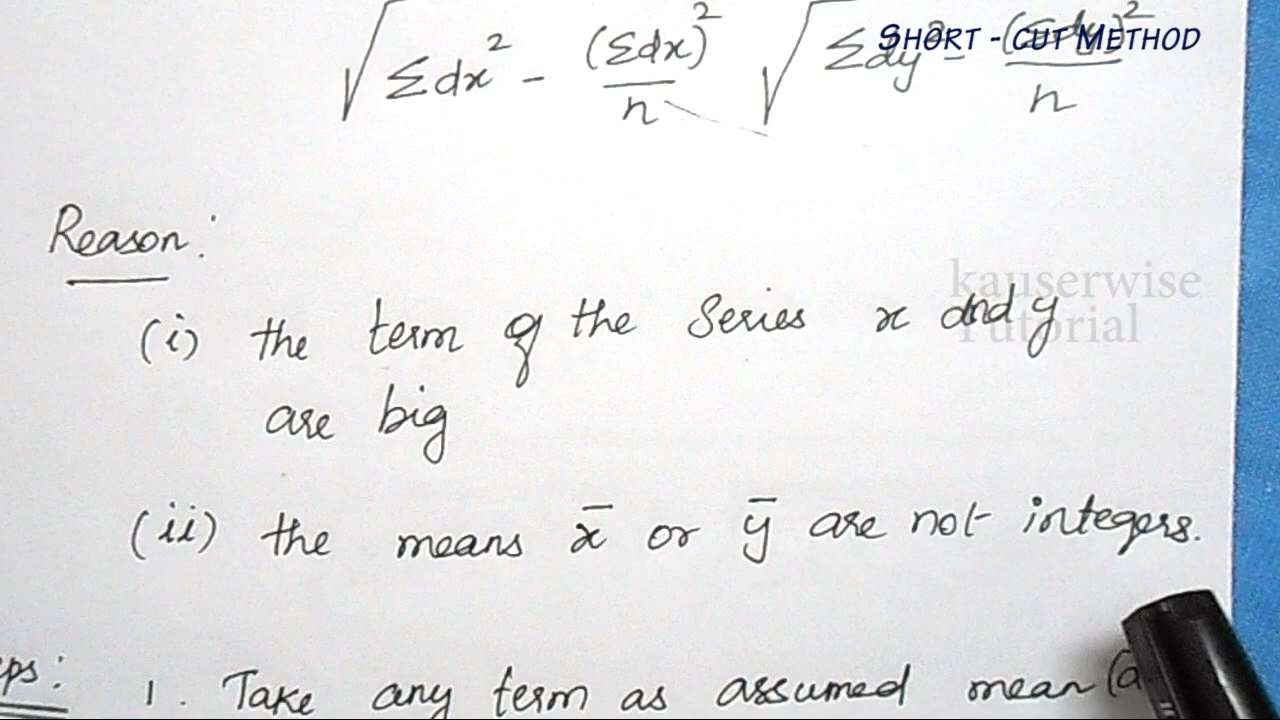 SHORT - CUT METHOD
√Σdx² - (Σdx)²/n √Σdy² - (Σdy)²/n
Reason:
kauserwise
Tutorial
(i) the term of the series x and y
are big
(ii) the means x̄ or ȳ are not integers.
1. Take any term as assumed mean (a